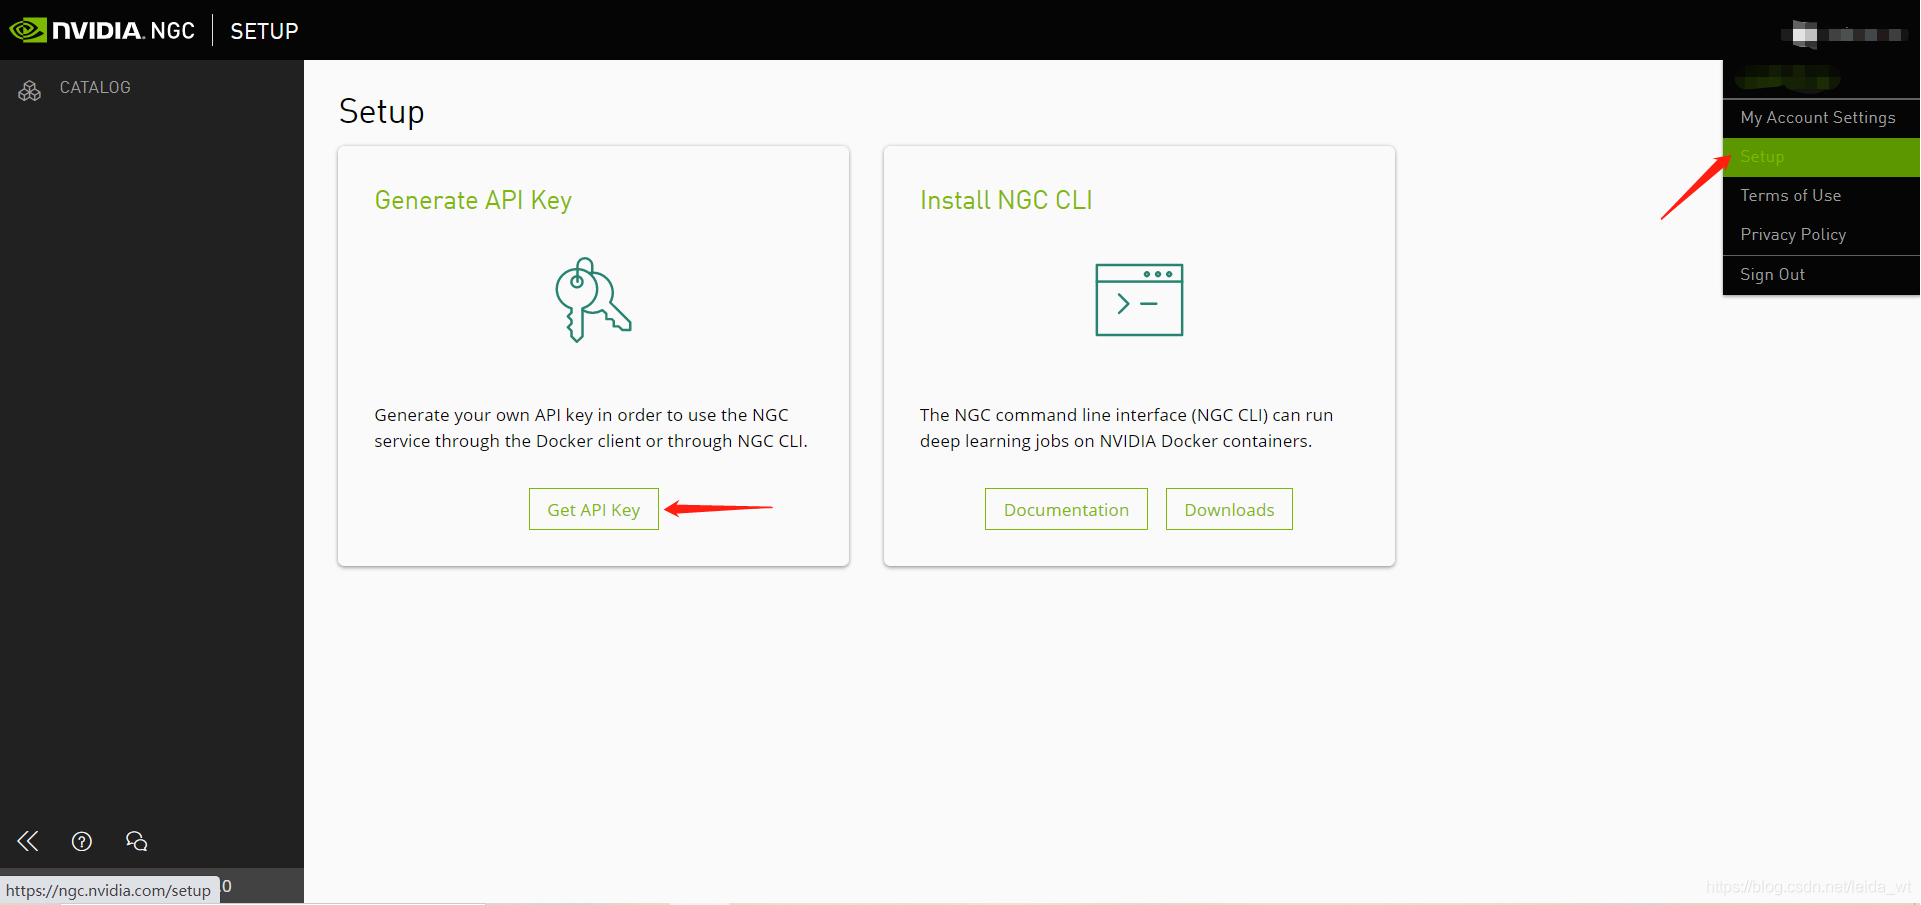 NVIDIA. NGC
SETUP
CATALOG
Setup
My Account Settings
Setup
Terms of Use
Privacy Policy
Sign Out
Generate API Key
Generate your own API key in order to use the NGC
service through the Docker client or through NGC CLI.
Get API Key
Install NGC CLI
The NGC command line interface (NGC CLI) can run
deep learning jobs on NVIDIA Docker containers.
Documentation
Downloads
https://ngc.nvidia.com/setup
.0
https://blog.csdn.net/leida_wt